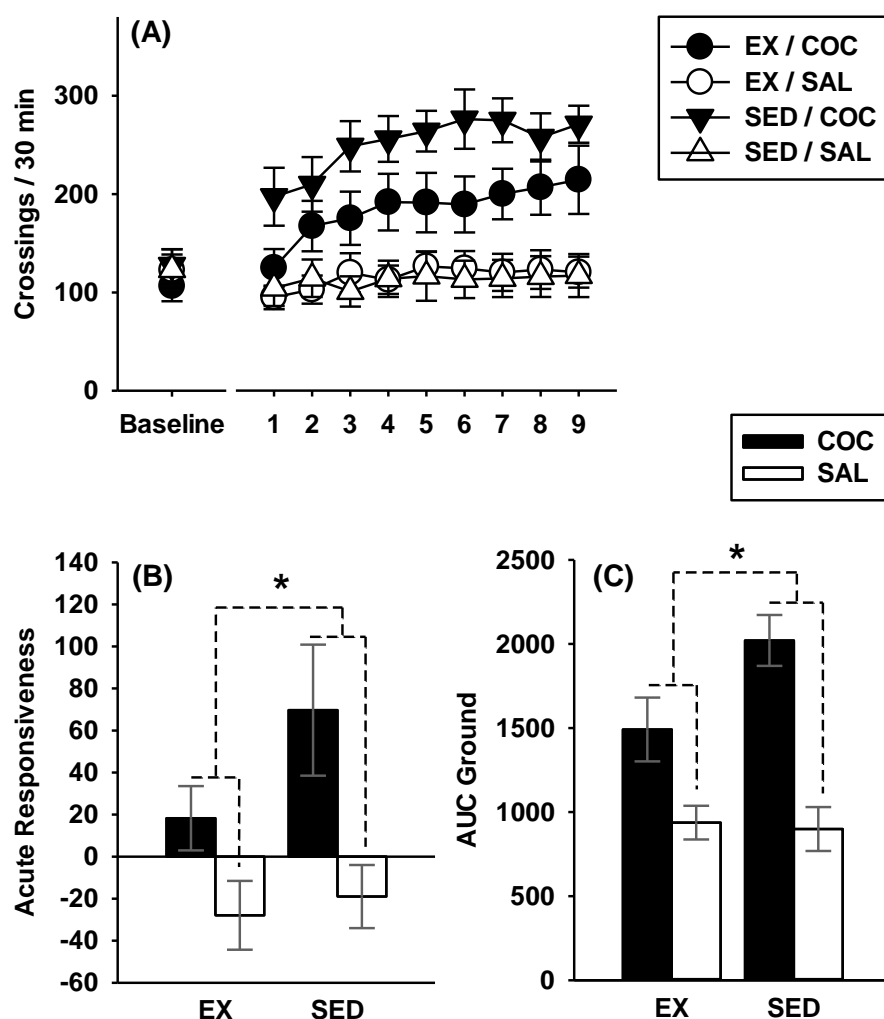 (A)
EX / COC
EX / SAL
SED / COC
SED / SAL
Crossings / 30 min
300
200
100
0
Baseline 1 2 3 4 5 6 7 8 9
COC
SAL
(B)
*
Acute Responsiveness
140
120
100
80
60
40
20
0
-20
-40
-60
EX SED
(C)
*
AUC Ground
2500
2000
1500
1000
500
0
EX SED